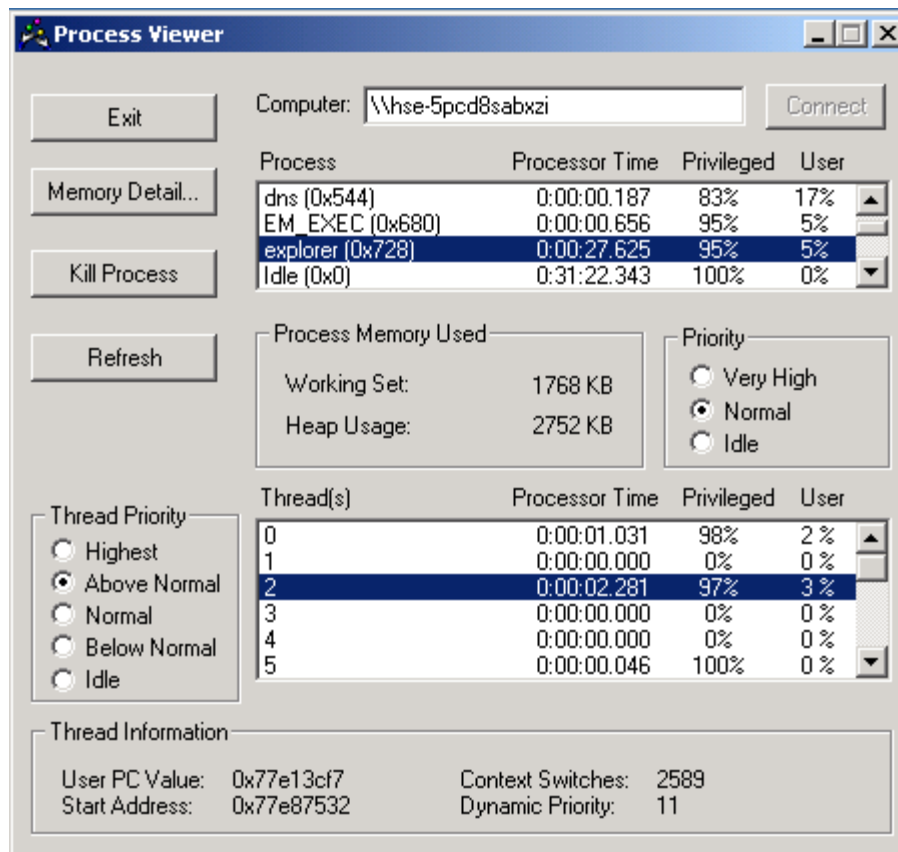 Process Viewer
Exit
Computer: \\hse-5pcd8sabxzi Connect
Memory Detail...
Process Processor Time Privileged User
dns (0x544) 0:00:00.187 83% 17%
EM_EXEC (0x680) 0:00:00.656 95% 5%
explorer (0x728) 0:00:27.625 95% 5%
Idle (0x0) 0:31:22.343 100% 0%
Kill Process
Refresh
Process Memory Used
Working Set: 1768 KB
Heap Usage: 2752 KB
Priority
Very High
Normal
Idle
Thread Priority
Highest
Above Normal
Normal
Below Normal
Idle
Thread(s) Processor Time Privileged User
0 0:00:01.031 98% 2 %
1 0:00:00.000 0% 0 %
2 0:00:02.281 97% 3 %
3 0:00:00.000 0% 0 %
4 0:00:00.000 0% 0 %
5 0:00:00.046 100% 0 %
Thread Information
User PC Value: 0x77e13cf7 Context Switches: 2589
Start Address: 0x77e87532 Dynamic Priority: 11